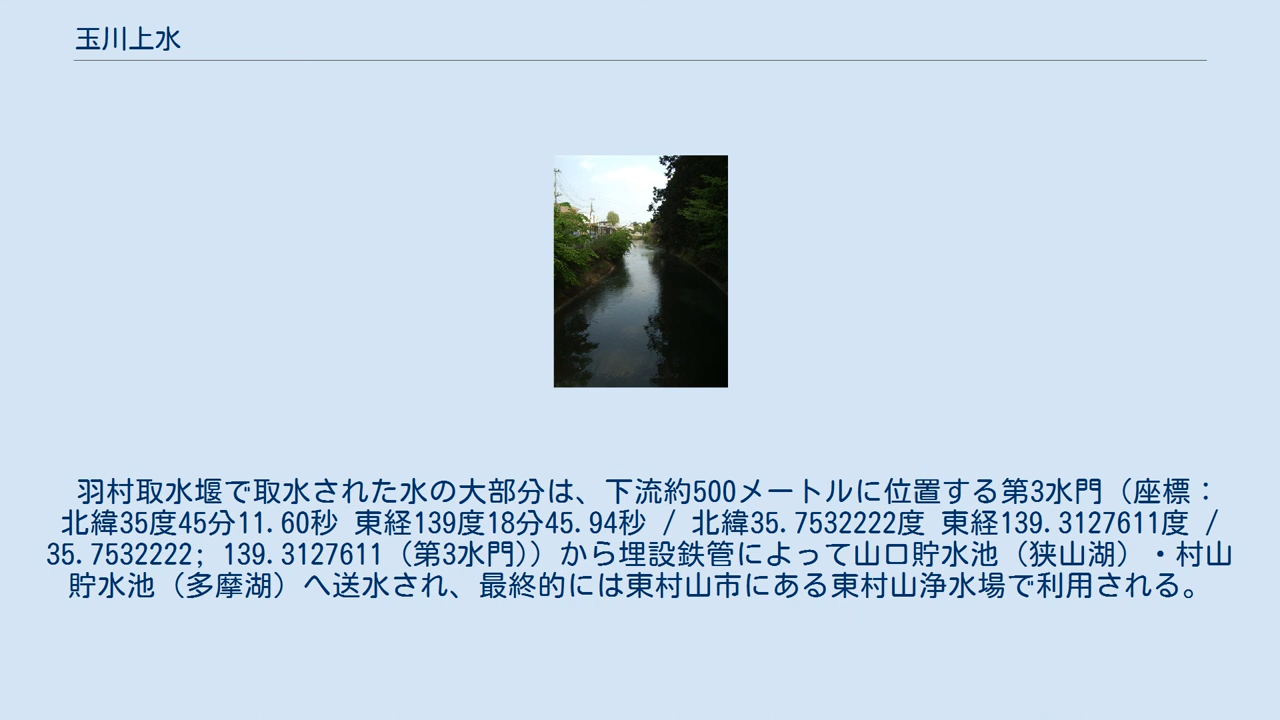 玉川上水
羽村取水堰で取水された水の大部分は、下流約500メートルに位置する第3水門（座標：
北緯35度45分11.60秒 東経139度18分45.94秒 / 北緯35.7532222度 東経139.3127611度 /
35.7532222; 139.3127611（第3水門））から埋設鉄管によって山口貯水池（狭山湖）・村山
貯水池（多摩湖）へ送水され、最終的には東村山市にある東村山浄水場で利用される。